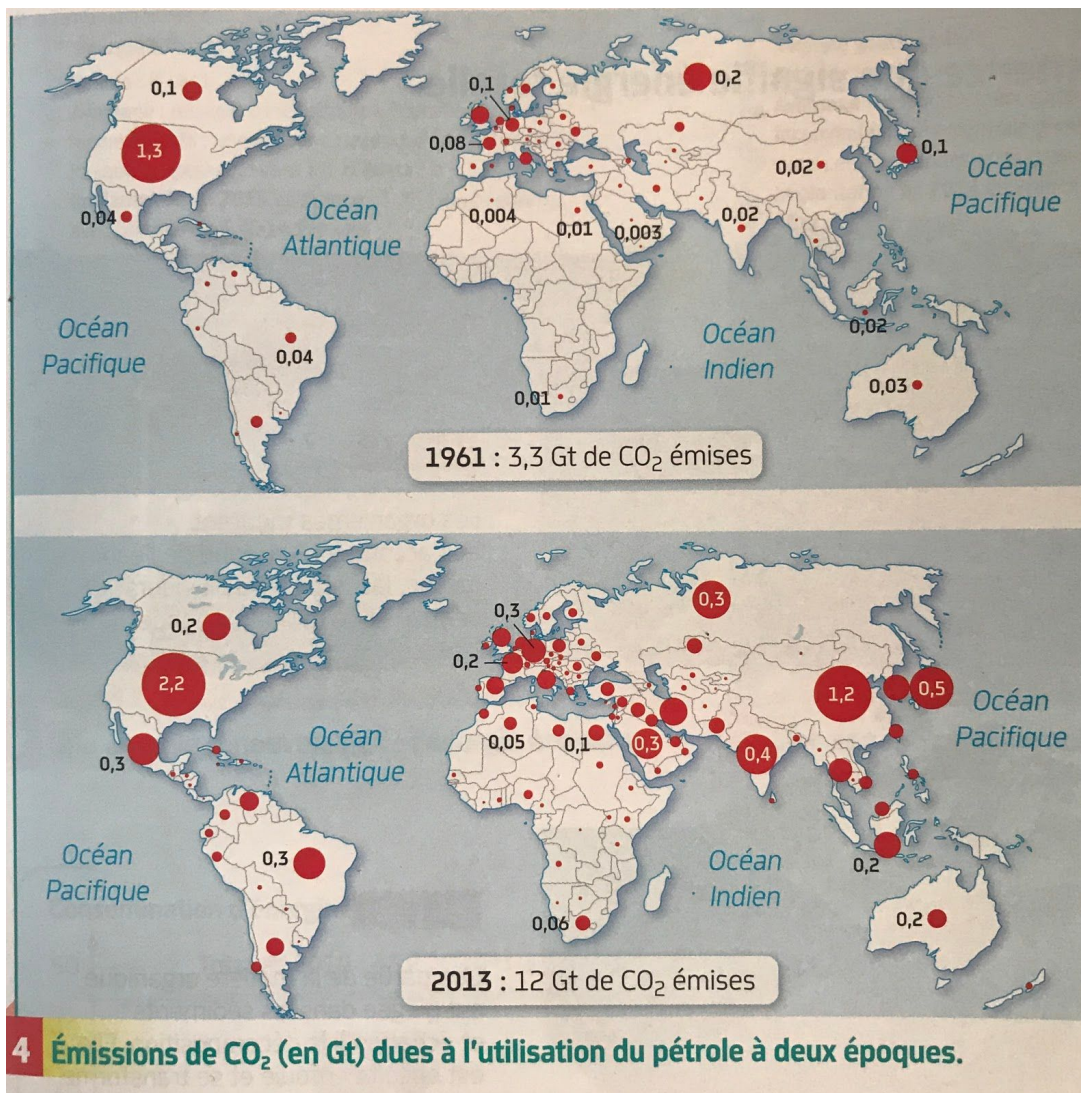 0,1
1,3
0,04
0,1
0,08
0,2
0,1
0,02
0,004
0,01
0,003
0,02
0,02
0,04
0,01
0,03
Océan
Atlantique
Océan
Pacifique
Océan
Pacifique
Océan
Indien
1961 : 3,3 Gt de CO₂ émises
0,2
2,2
0,3
0,3
0,2
0,3
1,2
0,5
0,05
0,1
0,3
0,4
0,3
0,2
0,06
0,2
Océan
Atlantique
Océan
Pacifique
Océan
Pacifique
Océan
Indien
2013 : 12 Gt de CO₂ émises
4 Émissions de CO₂ (en Gt) dues à l'utilisation du pétrole à deux époques.